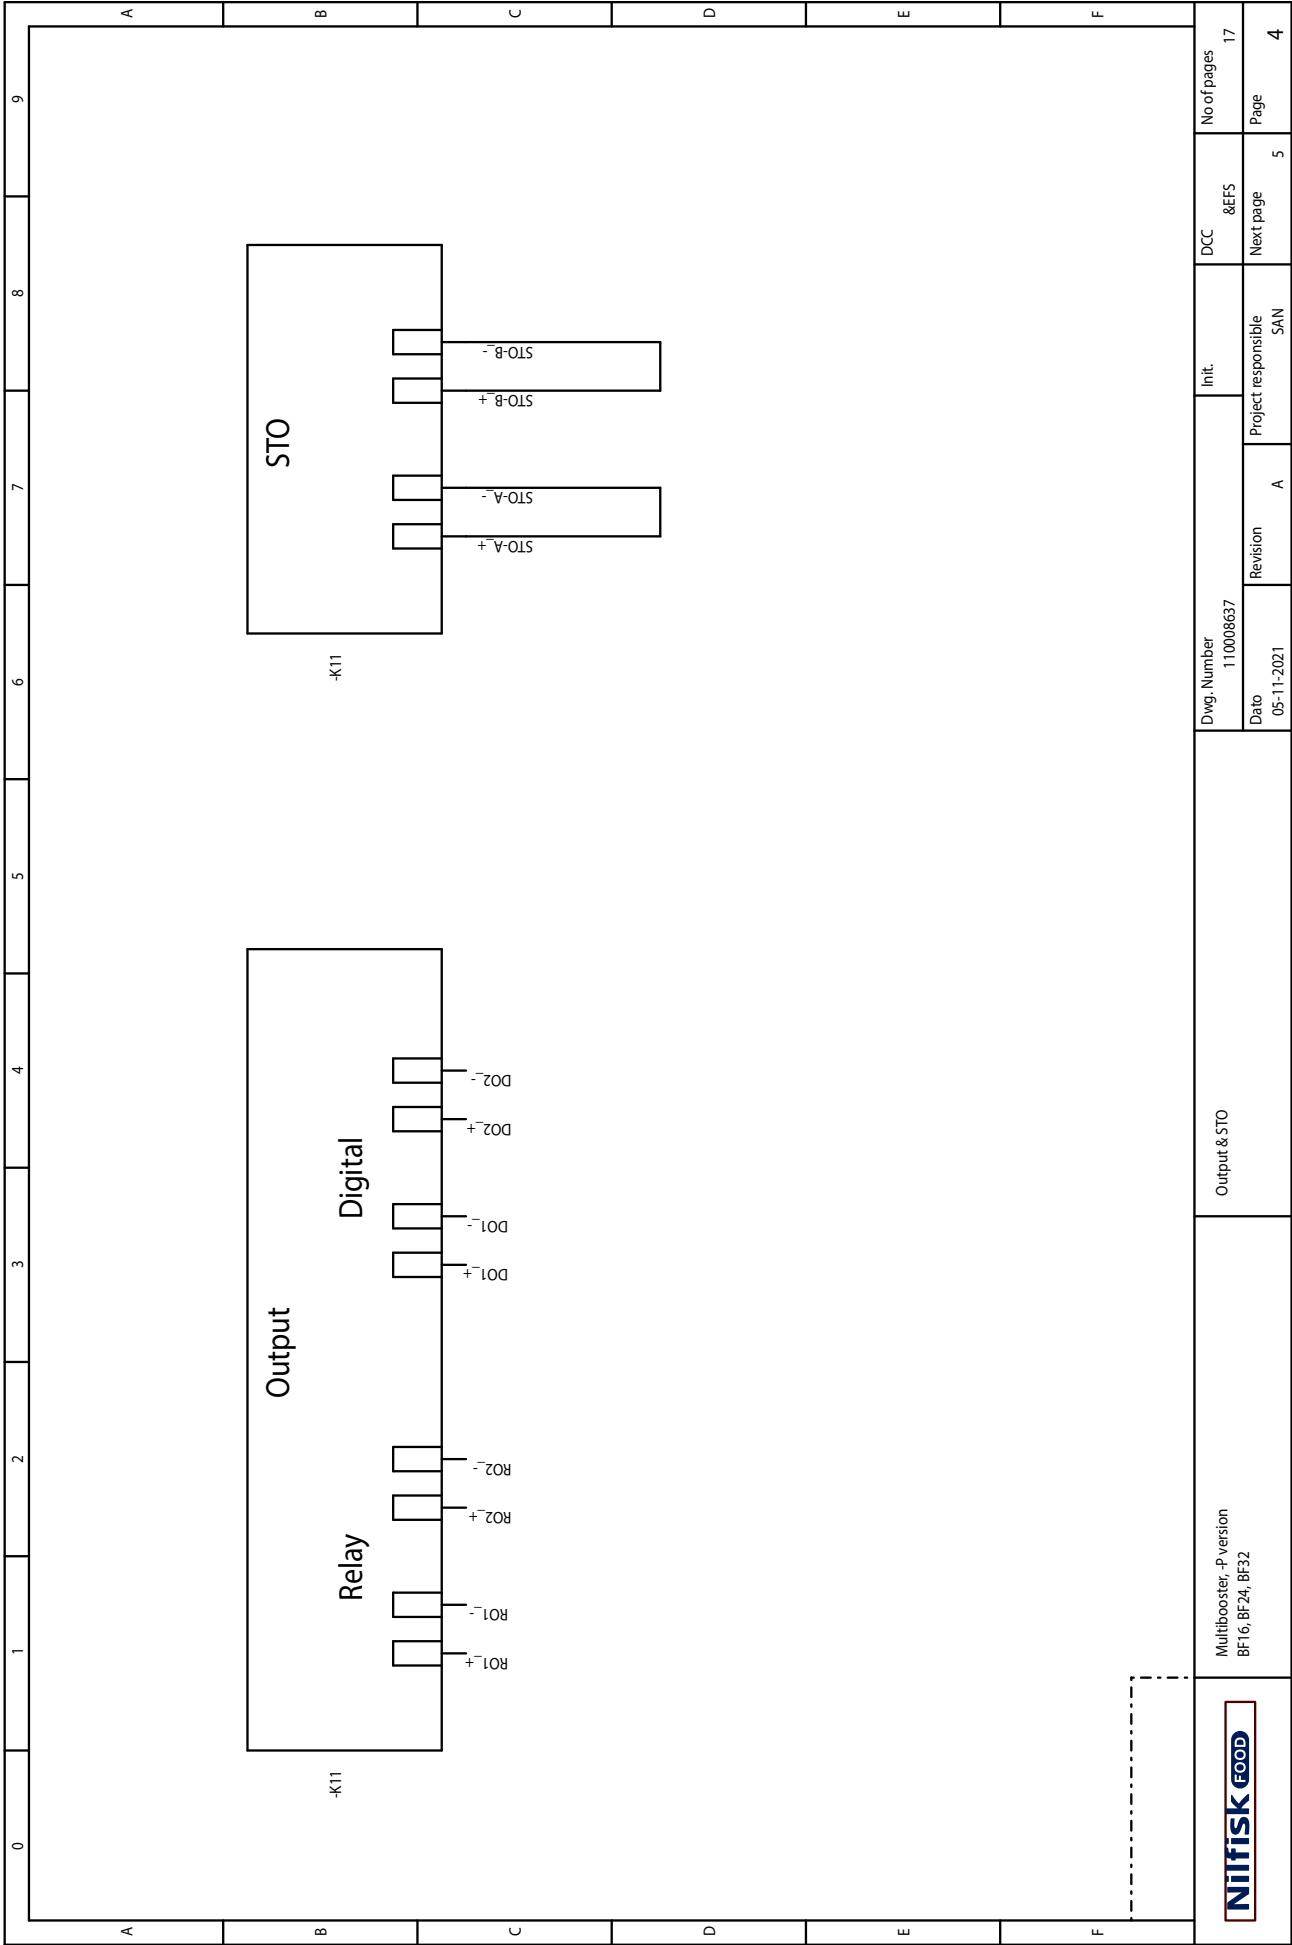 0 1 2 3 4 5 6 7 8 9
A
B
C
D
E
F
A
B
C
D
E
F
-K11
Output
Relay
Digital
RO1_+
RO1_-
RO2_+
RO2_-
DO1_+
DO1_-
DO2_+
DO2_-
-K11
STO
STO-A_+
STO-A_-
STO-B_+
STO-B_-
Nilfisk FOOD
Multibooster, -P version
BF16, BF24, BF32
Output & STO
Dwg. Number
110008637
Init.
DCC
&EFS
No of pages
17
Dato
05-11-2021
Revision
A
Project responsible
SAN
Next page
5
Page
4